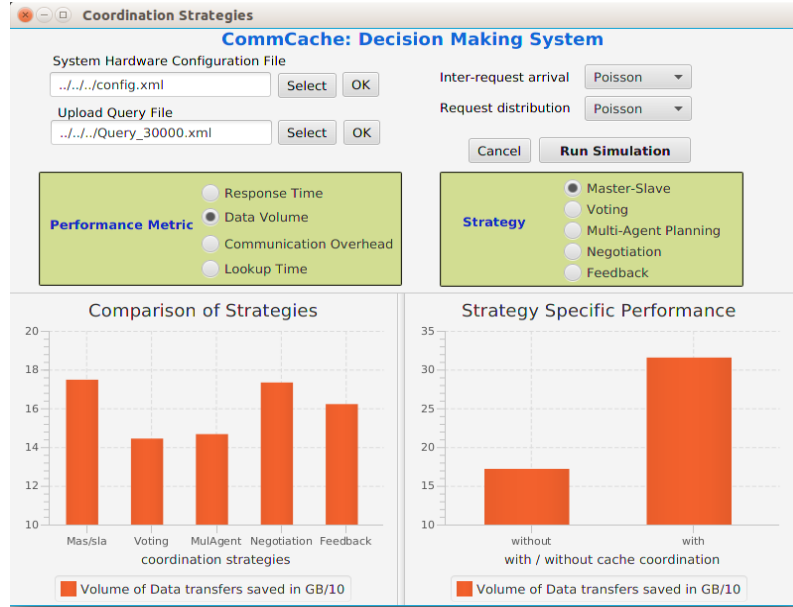 Coordination Strategies
CommCache: Decision Making System
System Hardware Configuration File
../../../config.xml
Select
OK
Upload Query File
../../../Query_30000.xml
Select
OK
Inter-request arrival
Poisson
Request distribution
Poisson
Cancel
Run Simulation
Performance Metric
Response Time
Data Volume
Communication Overhead
Lookup Time
Strategy
Master-Slave
Voting
Multi-Agent Planning
Negotiation
Feedback
Comparison of Strategies
20
18
16
14
12
10
Mas/sla Voting MulAgent Negotiation Feedback
coordination strategies
Volume of Data transfers saved in GB/10
Strategy Specific Performance
35
30
25
20
15
10
without with
with / without cache coordination
Volume of Data transfers saved in GB/10